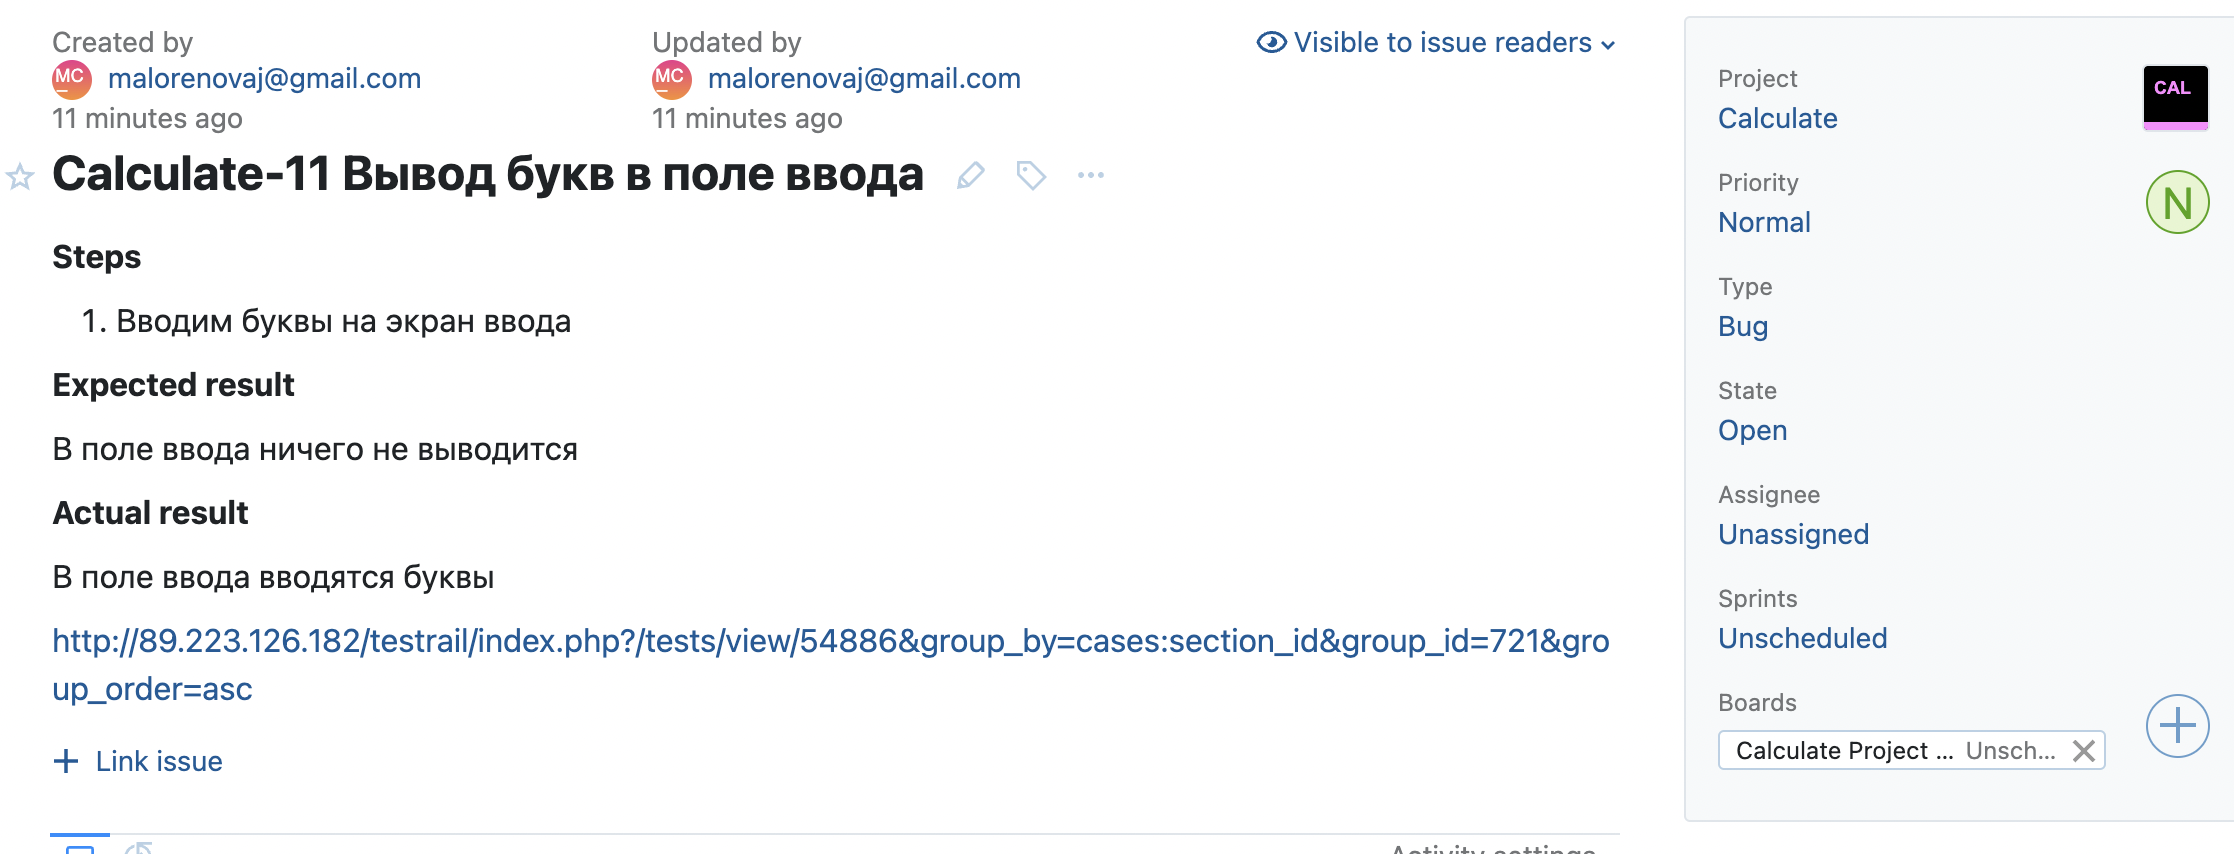 Created by
MC
malorenovaj@gmail.com
11 minutes ago
Updated by
MC
malorenovaj@gmail.com
11 minutes ago
Visible to issue readers
Calculate-11 Вывод букв в поле ввода
Steps
1. Вводим буквы на экран ввода
Expected result
В поле ввода ничего не выводится
Actual result
В поле ввода вводятся буквы
http://89.223.126.182/testrail/index.php?/tests/view/54886&group_by=cases:section_id&group_id=721&gro
up_order=asc
+ Link issue
Activity settings
Project
Calculate
CAL
Priority
Normal
N
Type
Bug
State
Open
Assignee
Unassigned
Sprints
Unscheduled
Boards
Calculate Project ... Unsch...